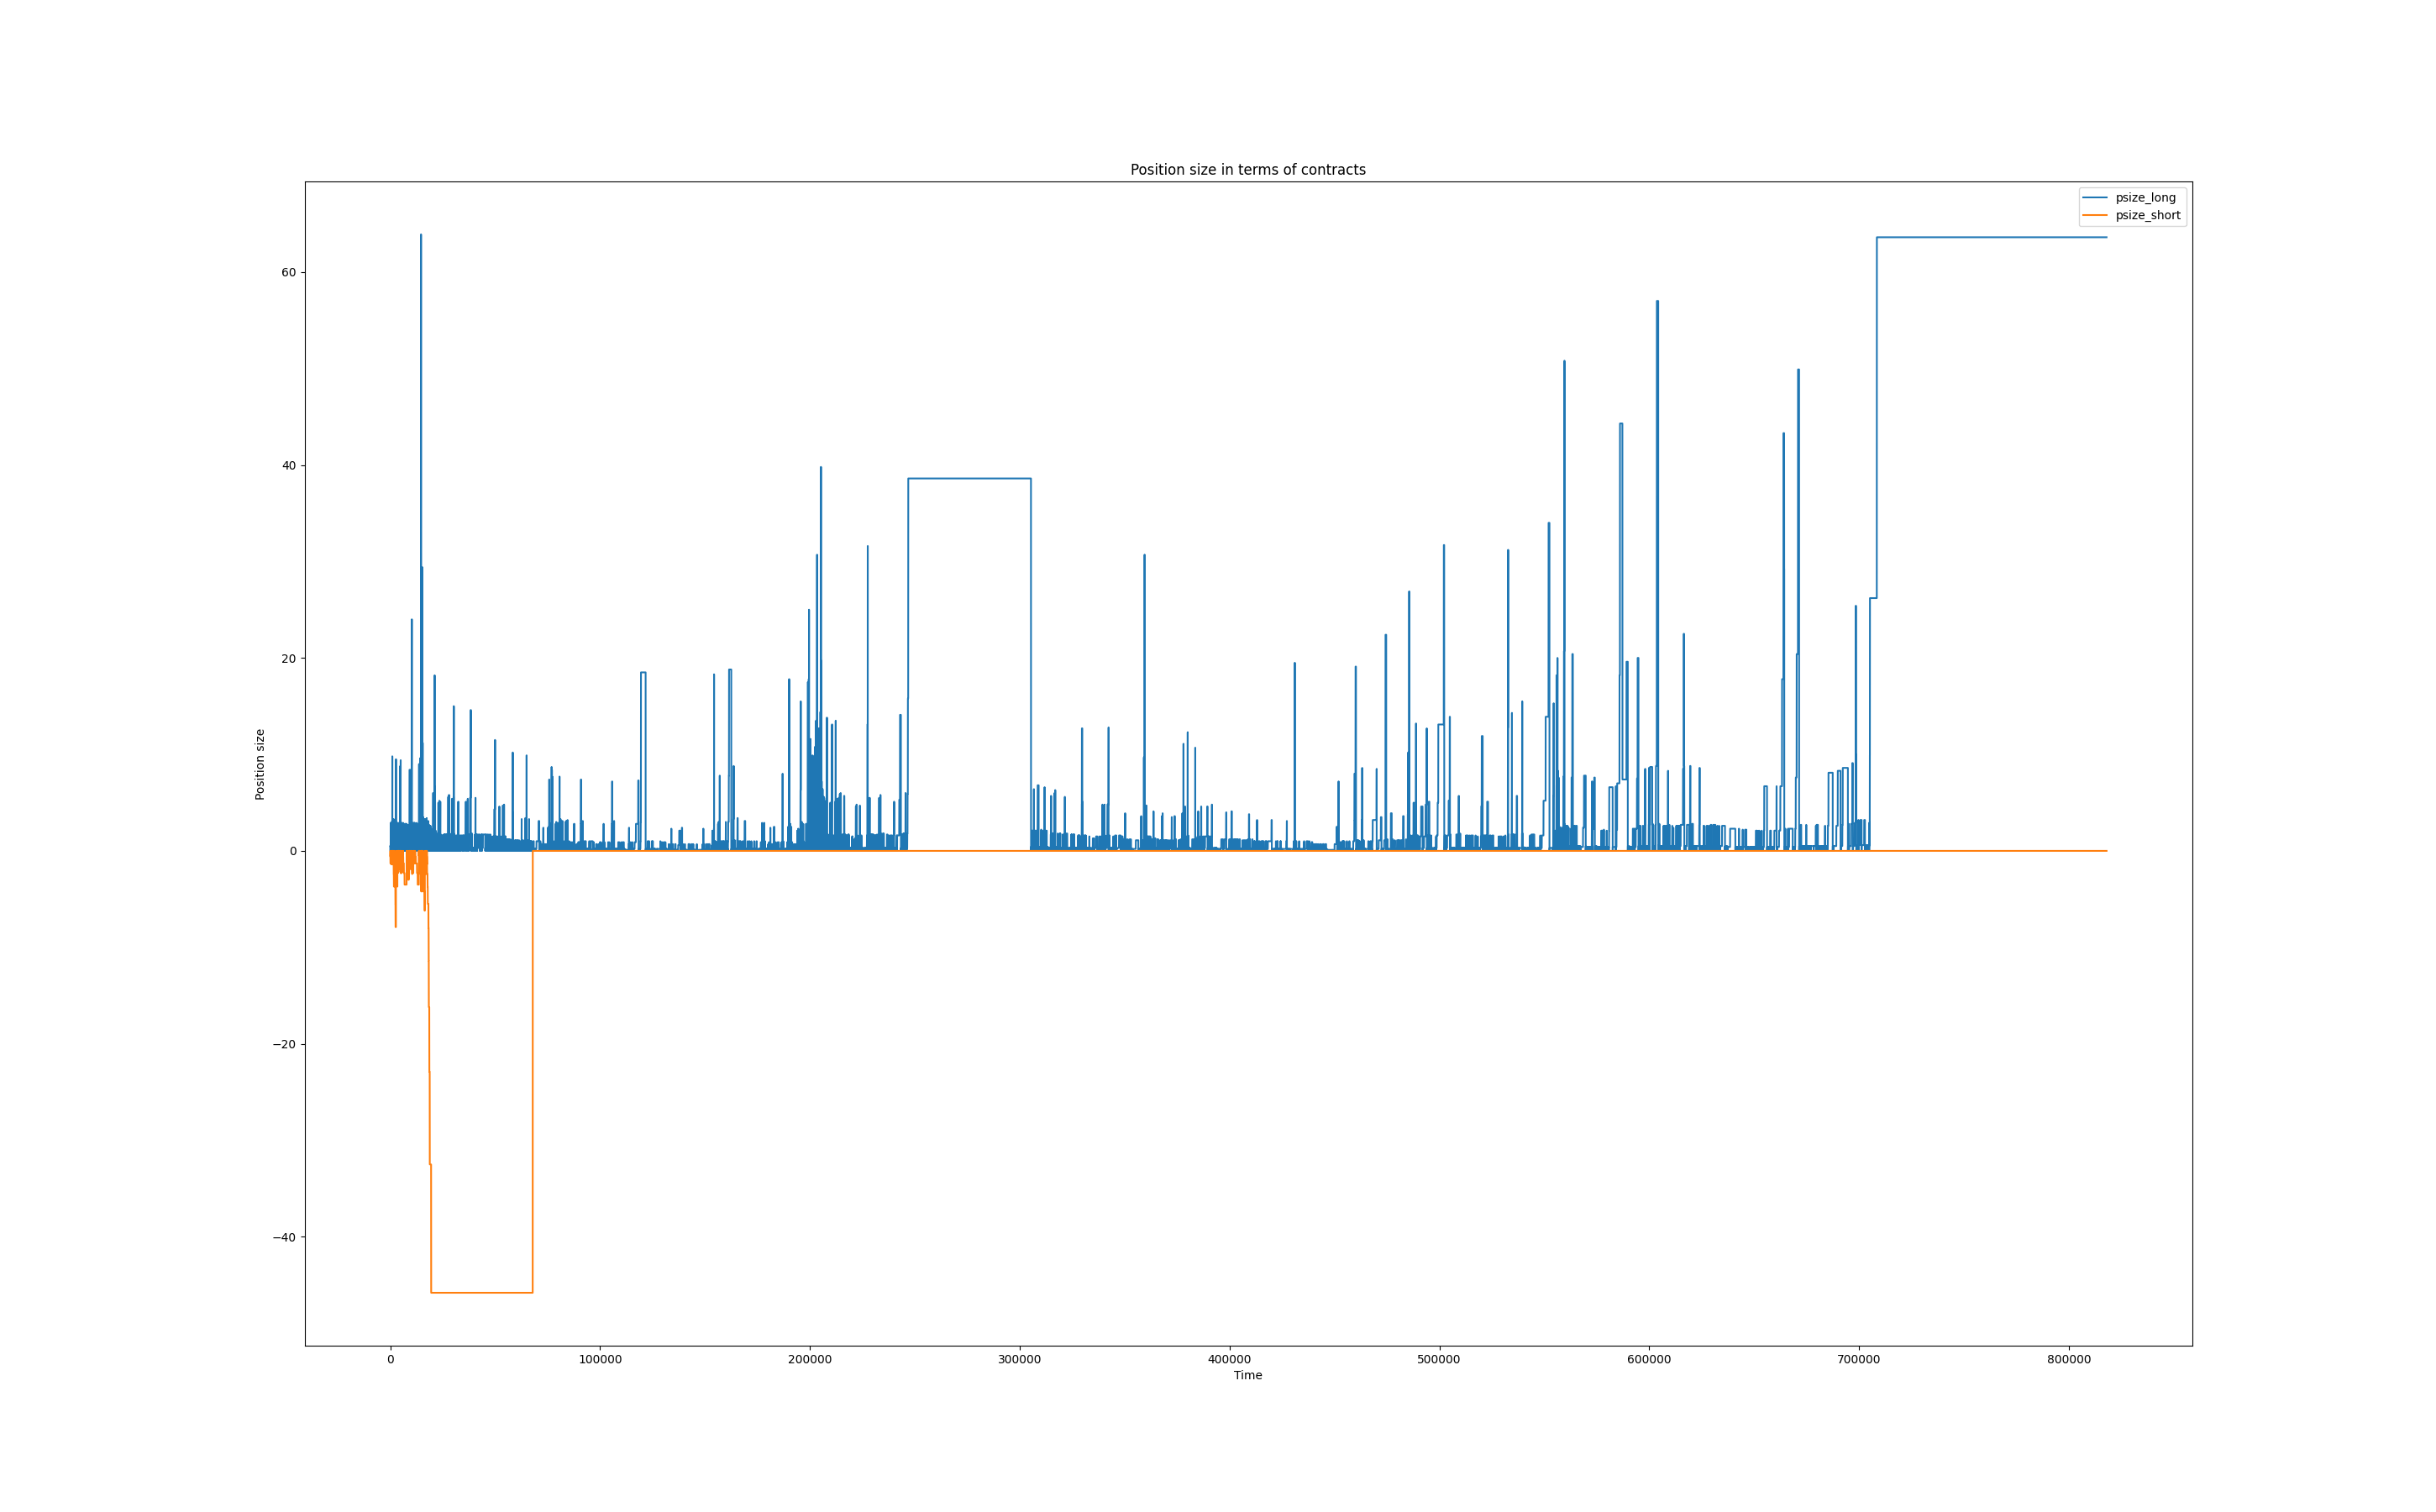 Position size in terms of contracts
psize_long
psize_short
Position size
60
40
20
0
−20
−40
0 100000 200000 300000 400000 500000 600000 700000 800000
Time